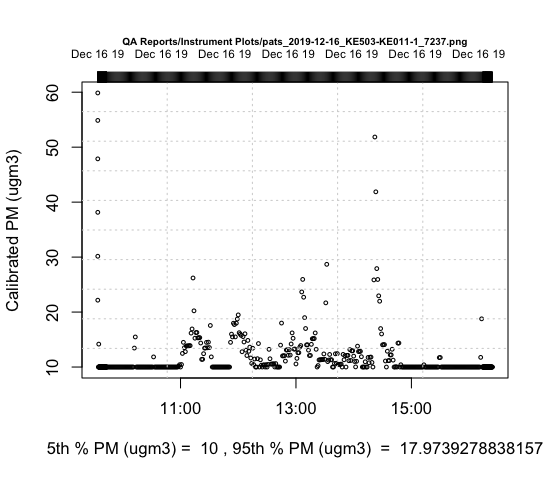 QA Reports/Instrument Plots/pats_2019-12-16_KE503-KE011-1_7237.png
Dec 16 19 Dec 16 19 Dec 16 19 Dec 16 19 Dec 16 19 Dec 16 19 Dec 16 19
60
50
40
30
20
10
Calibrated PM (ugm3)
11:00 13:00 15:00
5th % PM (ugm3) = 10 , 95th % PM (ugm3) = 17.9739278838157